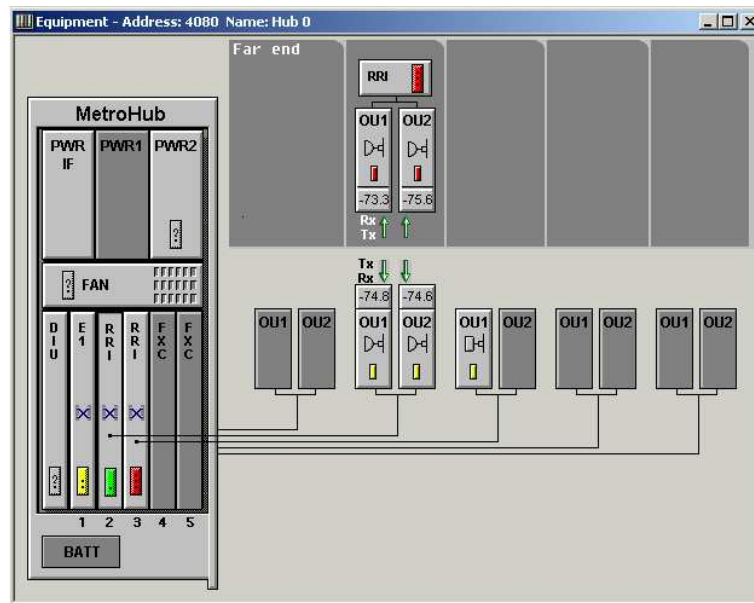 Equipment - Address: 4080 Name: Hub 0
Far end
RRI
OU1 OU2
-73.3 -75.6
Rx
Tx
MetroHub
PWR IF PWR1 PWR2
?
? FAN
Tx
Rx
-74.8 -74.6
OU1 OU2 OU1 OU2 OU1 OU2 OU1 OU2 OU1 OU2
DIU E1 RRI RRI FXC FXC
?
1 2 3 4 5
BATT